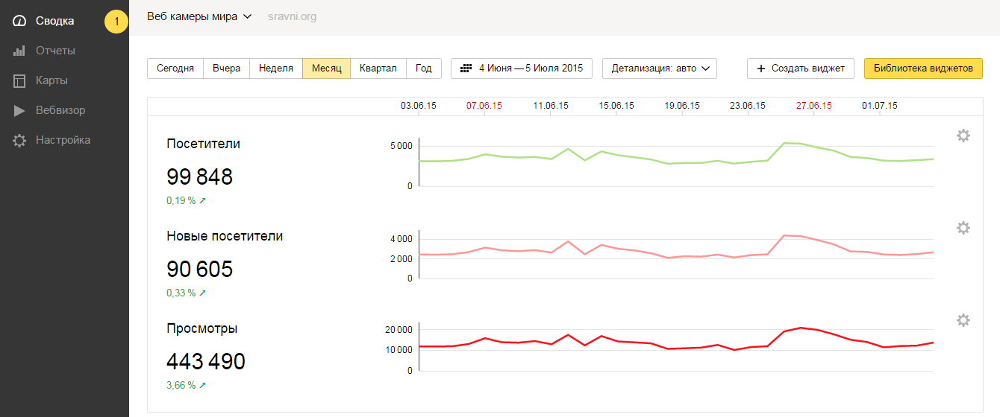 Сводка
1
Отчеты
Карты
Вебвизор
Настройка
Веб камеры мира sravni.org
Сегодня Вчера Неделя Месяц Квартал Год 4 Июня — 5 Июля 2015 Детализация: авто + Создать виджет Библиотека виджетов
03.06.15 07.06.15 11.06.15 15.06.15 19.06.15 23.06.15 27.06.15 01.07.15
Посетители
99 848
0,19 % ↗
5 000
0
Новые посетители
90 605
0,33 % ↗
4 000
2 000
0
Просмотры
443 490
3,66 % ↗
20 000
10 000
0